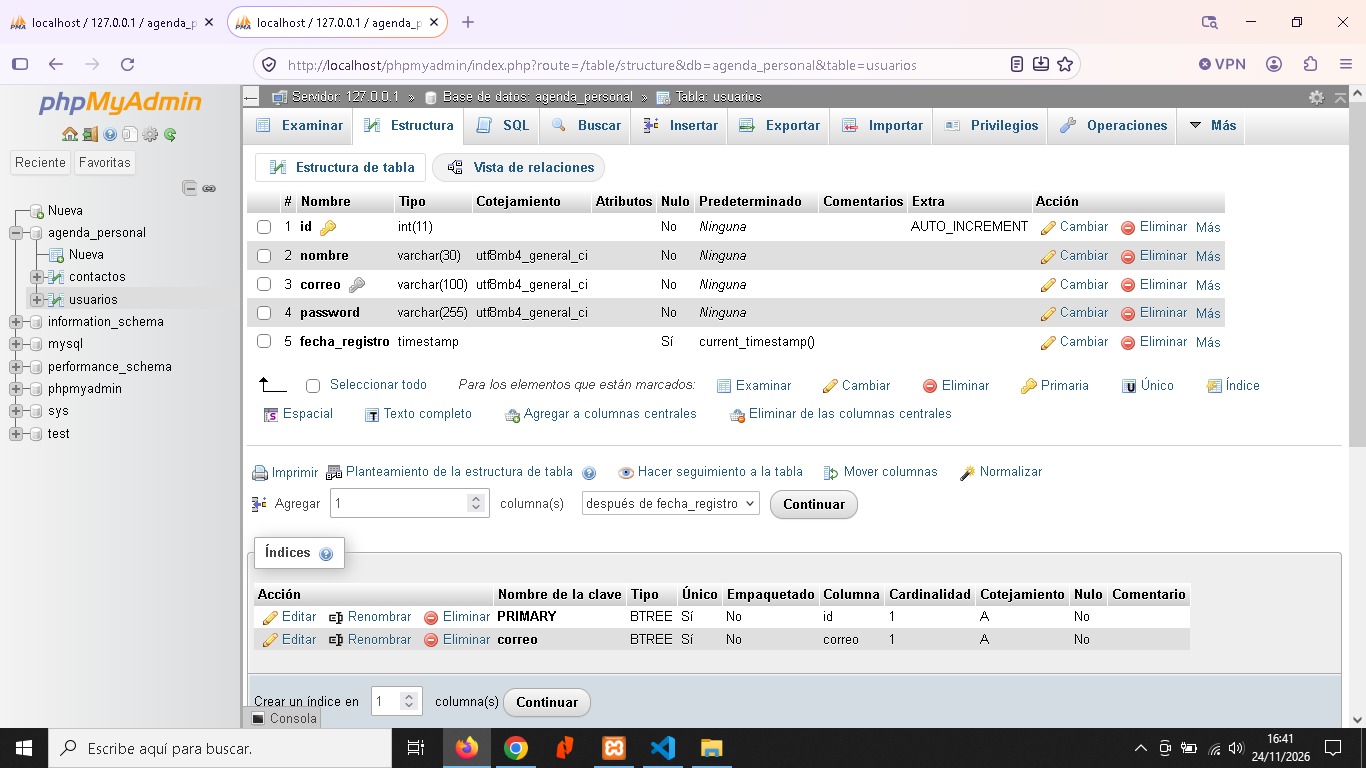 localhost / 127.0.0.1 / agenda_p
localhost / 127.0.0.1 / agenda_p
http://localhost/phpmyadmin/index.php?route=/table/structure&db=agenda_personal&table=usuarios
VPN
phpMyAdmin
Reciente Favoritas
Nueva
agenda_personal
Nueva
contactos
usuarios
information_schema
mysql
performance_schema
phpmyadmin
sys
test
Servidor: 127.0.0.1 » Base de datos: agenda_personal » Tabla: usuarios
Examinar Estructura SQL Buscar Insertar Exportar Importar Privilegios Operaciones Más
Estructura de tabla Vista de relaciones
# Nombre Tipo Cotejamiento Atributos Nulo Predeterminado Comentarios Extra Acción
1 id int(11) No Ninguna AUTO_INCREMENT Cambiar Eliminar Más
2 nombre varchar(30) utf8mb4_general_ci No Ninguna Cambiar Eliminar Más
3 correo varchar(100) utf8mb4_general_ci No Ninguna Cambiar Eliminar Más
4 password varchar(255) utf8mb4_general_ci No Ninguna Cambiar Eliminar Más
5 fecha_registro timestamp Sí current_timestamp() Cambiar Eliminar Más
Seleccionar todo Para los elementos que están marcados: Examinar Cambiar Eliminar Primaria Único Índice
Espacial Texto completo Agregar a columnas centrales Eliminar de las columnas centrales
Imprimir Planteamiento de la estructura de tabla Hacer seguimiento a la tabla Mover columnas Normalizar
Agregar 1 columna(s) después de fecha_registro Continuar
Índices
Acción Nombre de la clave Tipo Único Empaquetado Columna Cardinalidad Cotejamiento Nulo Comentario
Editar Renombrar Eliminar PRIMARY BTREE Sí No id 1 A No
Editar Renombrar Eliminar correo BTREE Sí No correo 1 A No
Crear un índice en 1 columna(s) Continuar
Consola
Escribe aquí para buscar.
16:41
24/11/2026